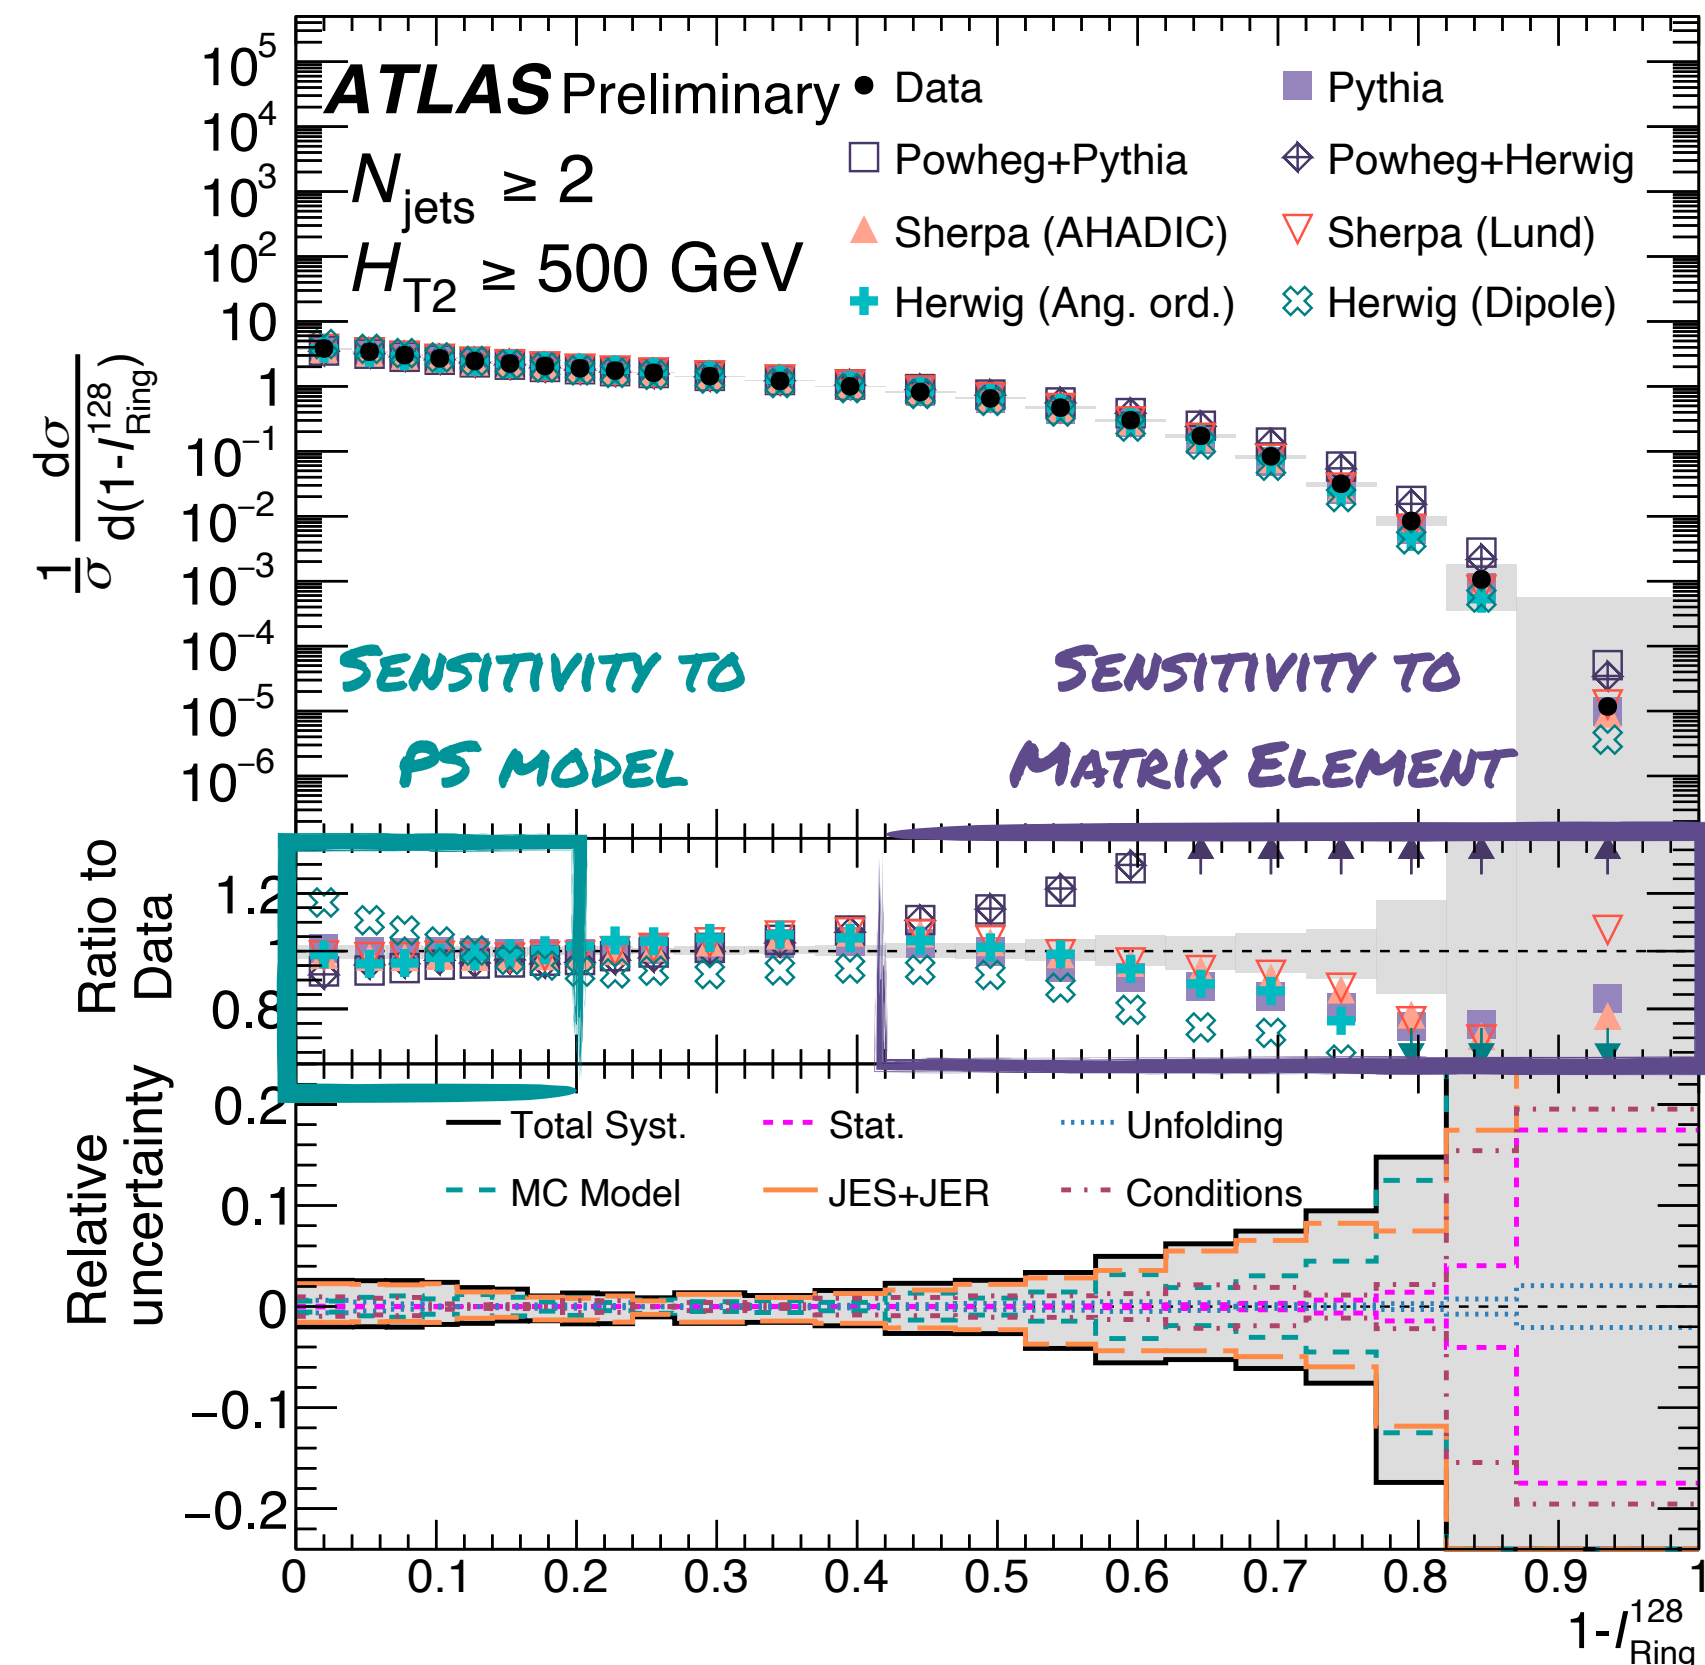 ATLAS Preliminary
N_jets ≥ 2
H_T2 ≥ 500 GeV
Data
Pythia
Powheg+Pythia
Powheg+Herwig
Sherpa (AHADIC)
Sherpa (Lund)
Herwig (Ang. ord.)
Herwig (Dipole)
10^5
10^4
10^3
10^2
10
1
10^−1
10^−2
10^−3
10^−4
10^−5
10^−6
1/σ dσ/d(1-I_Ring^128)
SENSITIVITY TO
PS MODEL
SENSITIVITY TO
MATRIX ELEMENT
Ratio to
Data
1.2
1
0.8
Relative
uncertainty
0.2
0.1
0
−0.1
−0.2
Total Syst.
Stat.
Unfolding
MC Model
JES+JER
Conditions
0 0.1 0.2 0.3 0.4 0.5 0.6 0.7 0.8 0.9 1
1-I_Ring^128